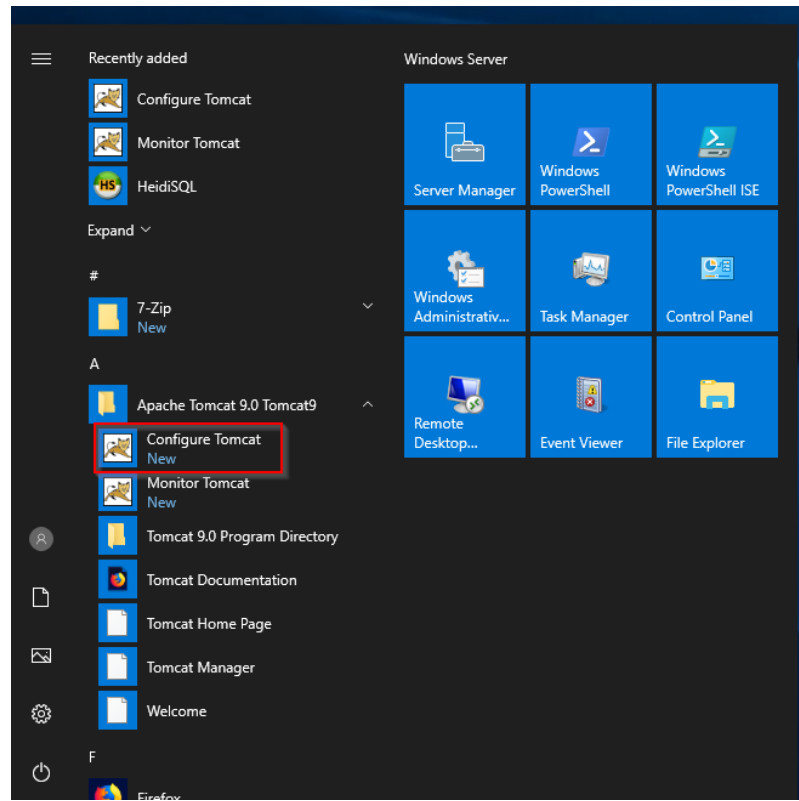 Recently added
Configure Tomcat
Monitor Tomcat
HS
HeidiSQL
Expand
#
7-Zip
New
A
Apache Tomcat 9.0 Tomcat9
Configure Tomcat
New
Monitor Tomcat
New
Tomcat 9.0 Program Directory
Tomcat Documentation
Tomcat Home Page
Tomcat Manager
Welcome
F
Firefox
Windows Server
Server Manager
Windows
PowerShell
Windows
PowerShell ISE
Windows
Administrativ...
Task Manager
Control Panel
Remote
Desktop...
Event Viewer
File Explorer